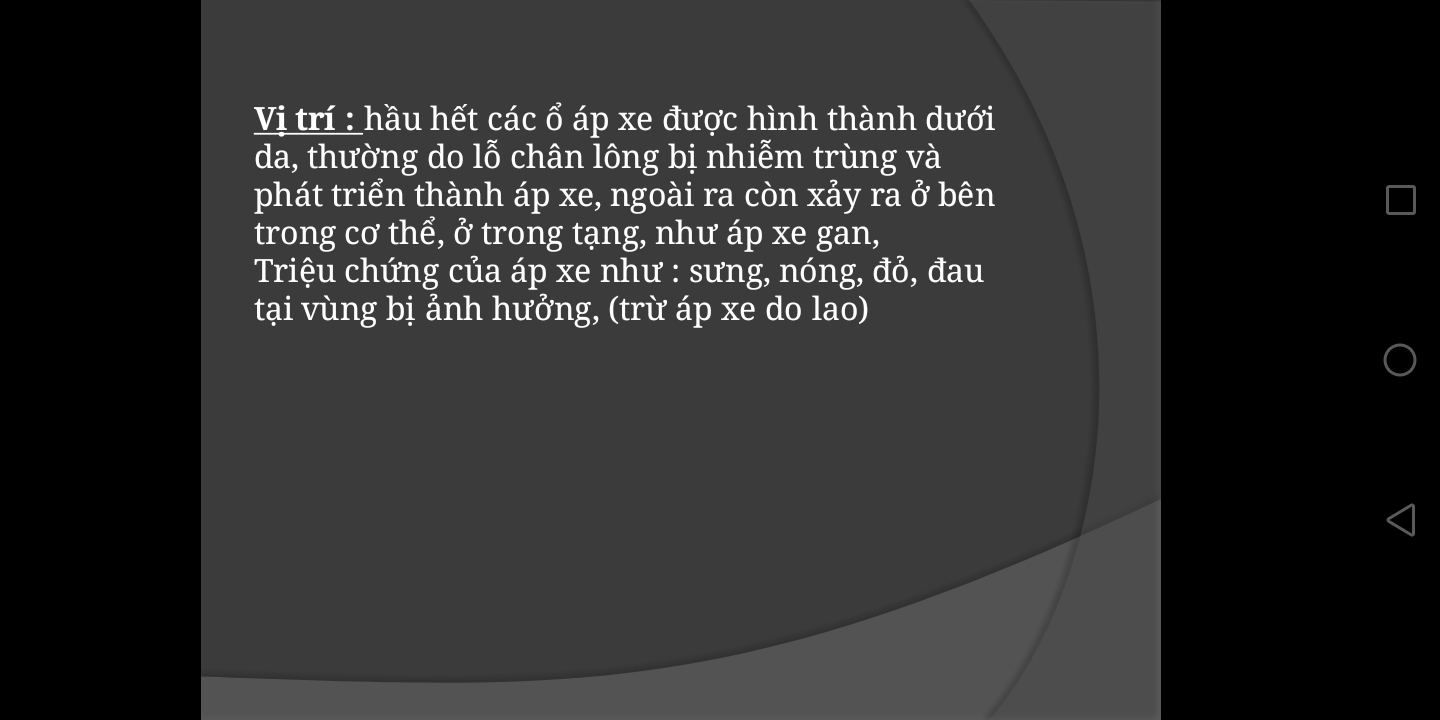 Vị trí : hầu hết các ổ áp xe được hình thành dưới
da, thường do lỗ chân lông bị nhiễm trùng và
phát triển thành áp xe, ngoài ra còn xảy ra ở bên
trong cơ thể, ở trong tạng, như áp xe gan,
Triệu chứng của áp xe như : sưng, nóng, đỏ, đau
tại vùng bị ảnh hưởng, (trừ áp xe do lao)